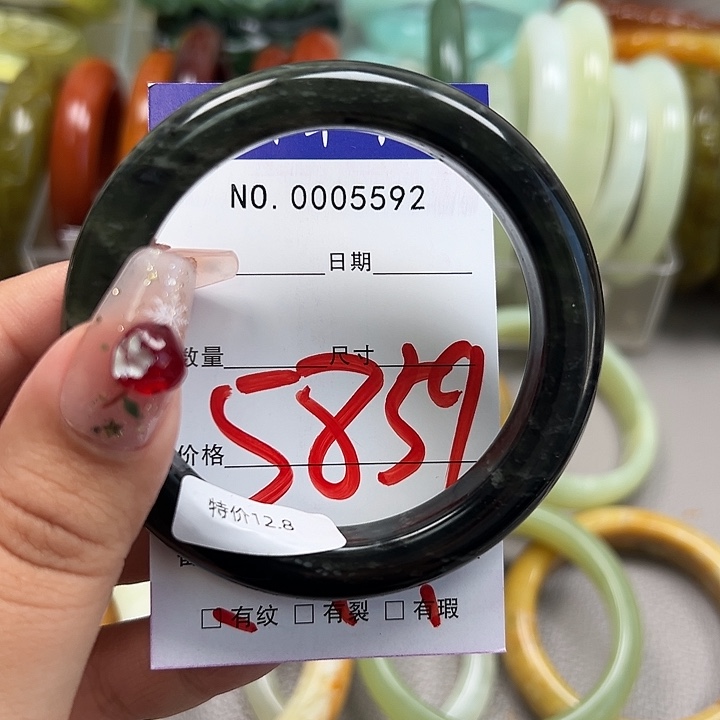 NO. 0005592
日期
数量 尺寸
5859
价格
特价12.8
□有纹 □有裂 □有瑕